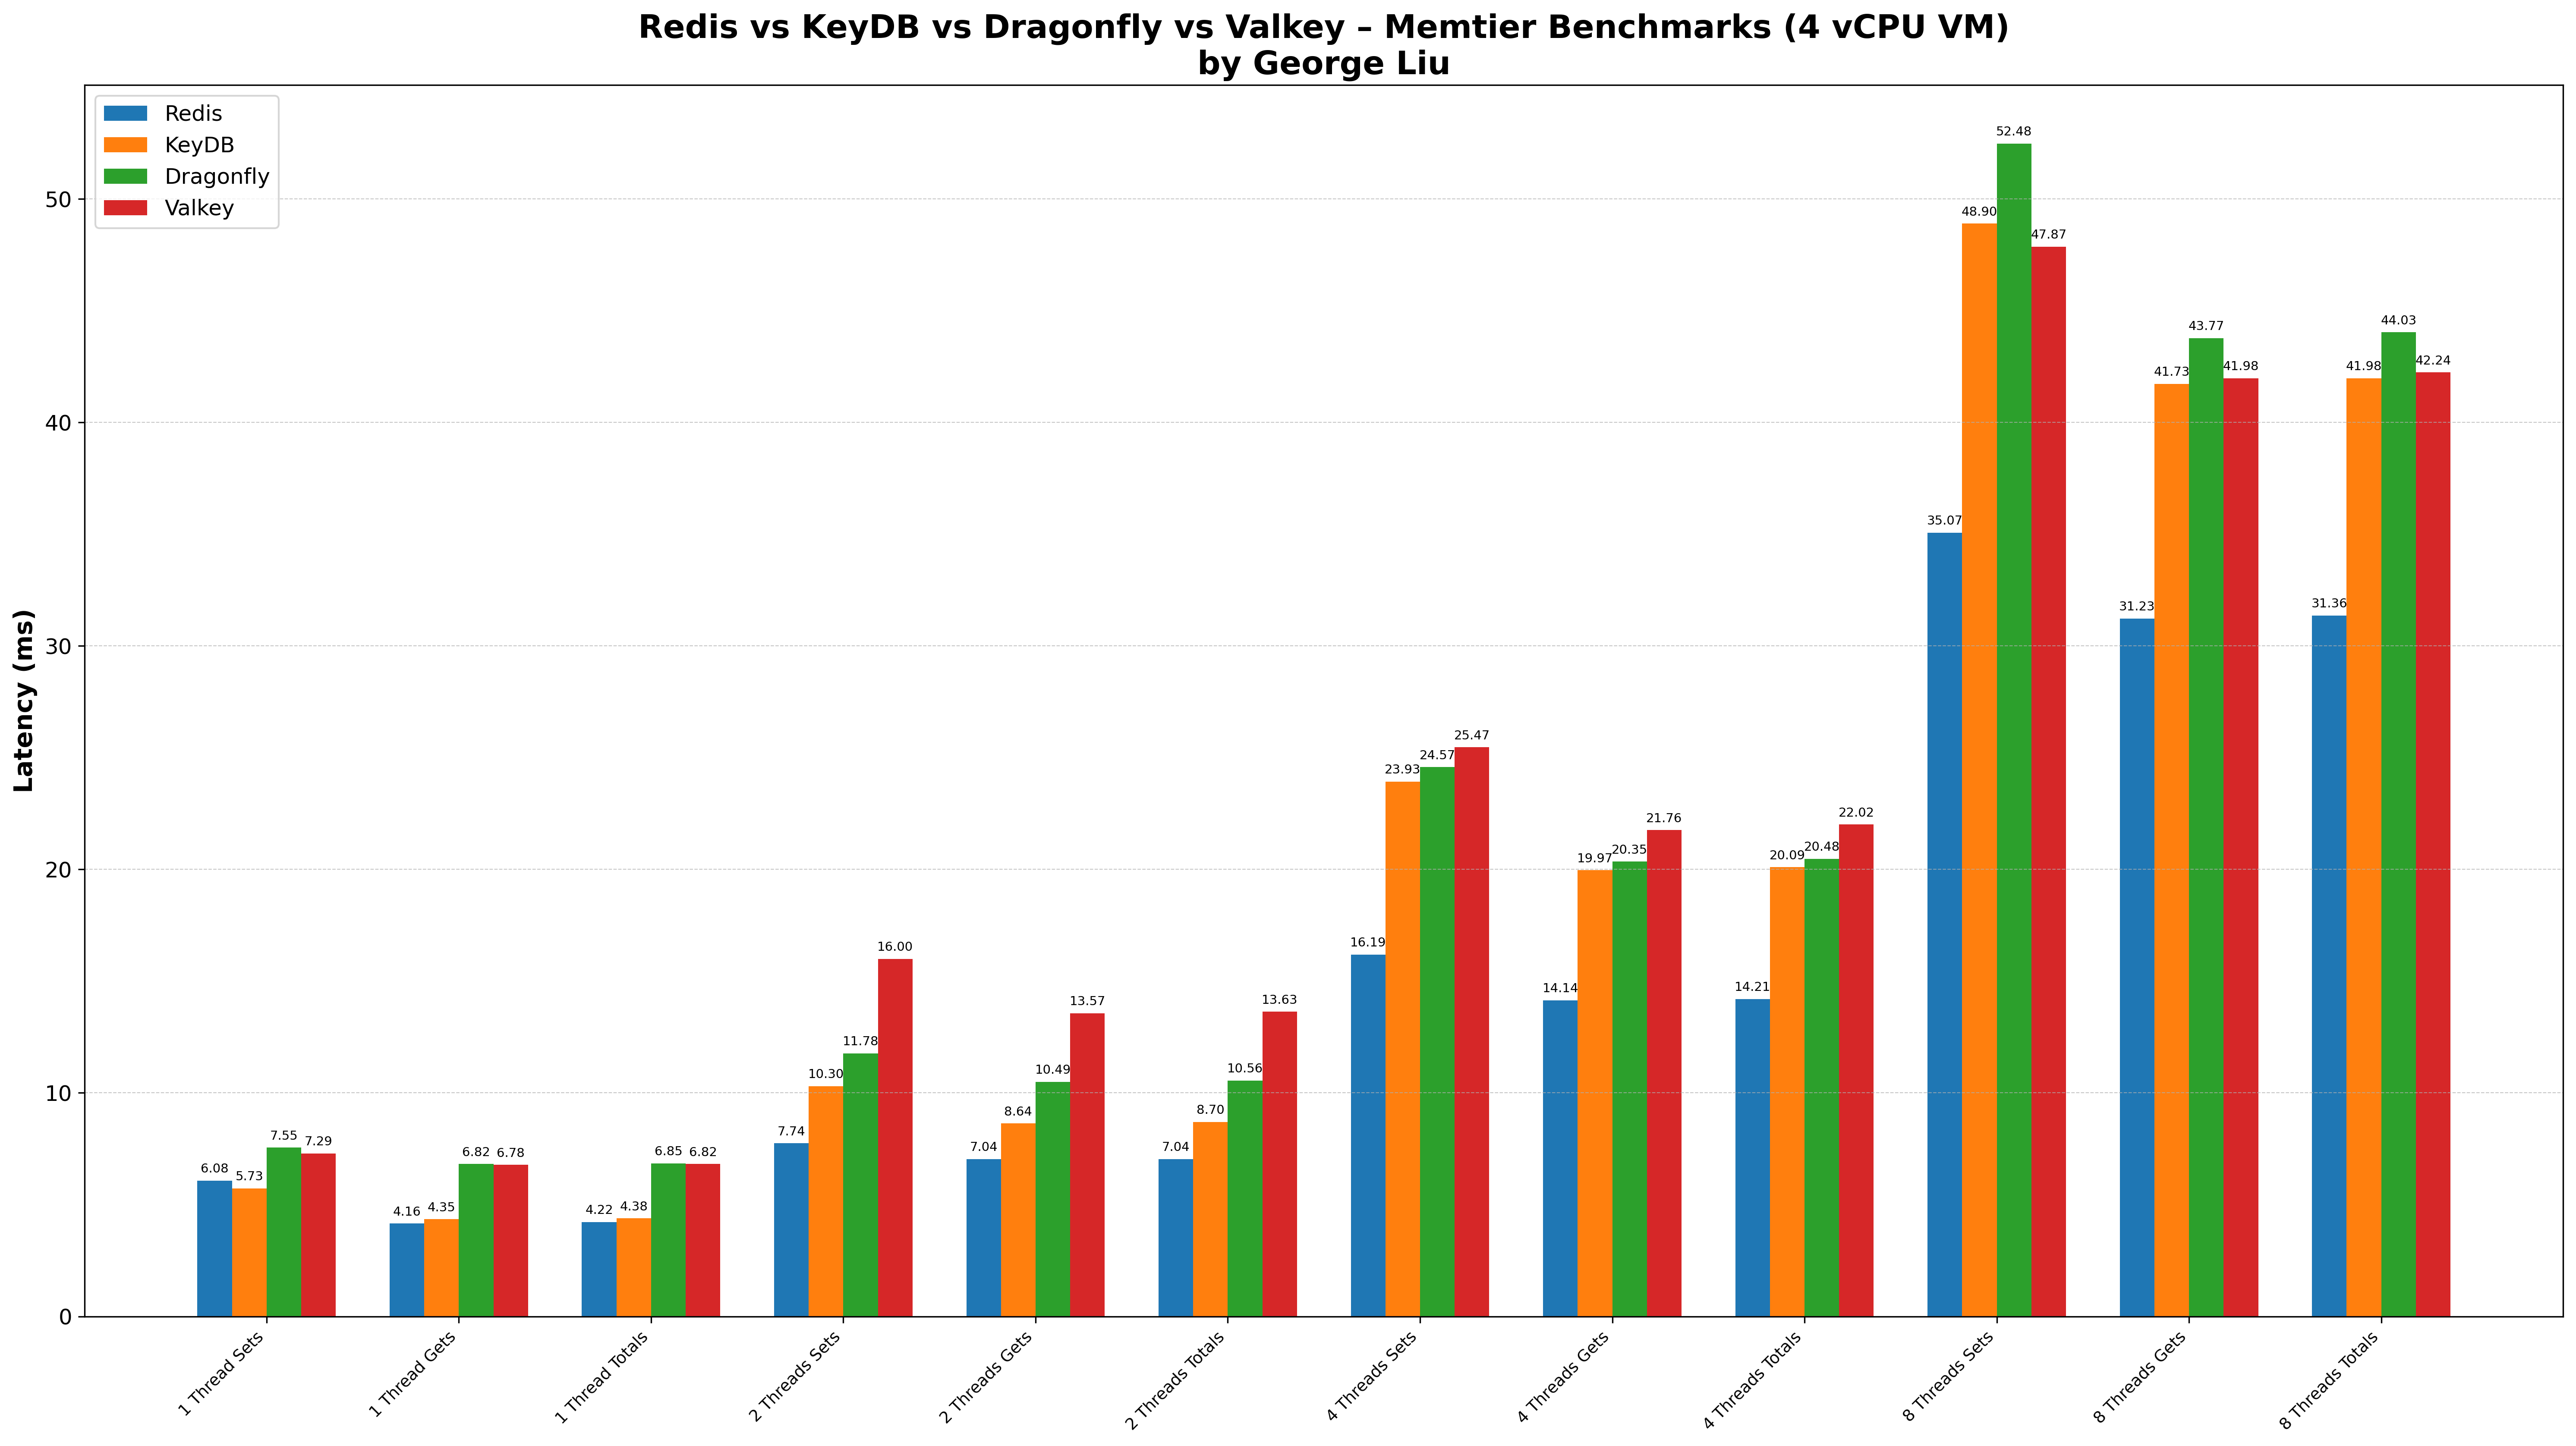 Redis vs KeyDB vs Dragonfly vs Valkey – Memtier Benchmarks (4 vCPU VM)
by George Liu
Redis
KeyDB
Dragonfly
Valkey
Latency (ms)
50
40
30
20
10
0
6.08 5.73 7.55 7.29
4.16 4.35 6.82 6.78
4.22 4.38 6.85 6.82
7.74 10.30 11.78 16.00
7.04 8.64 10.49 13.57
7.04 8.70 10.56 13.63
16.19 23.93 24.57 25.47
14.14 19.97 20.35 21.76
14.21 20.09 20.48 22.02
35.07 48.90 52.48 47.87
31.23 41.73 43.77 41.98
31.36 41.98 44.03 42.24
1 Thread Sets
1 Thread Gets
1 Thread Totals
2 Threads Sets
2 Threads Gets
2 Threads Totals
4 Threads Sets
4 Threads Gets
4 Threads Totals
8 Threads Sets
8 Threads Gets
8 Threads Totals